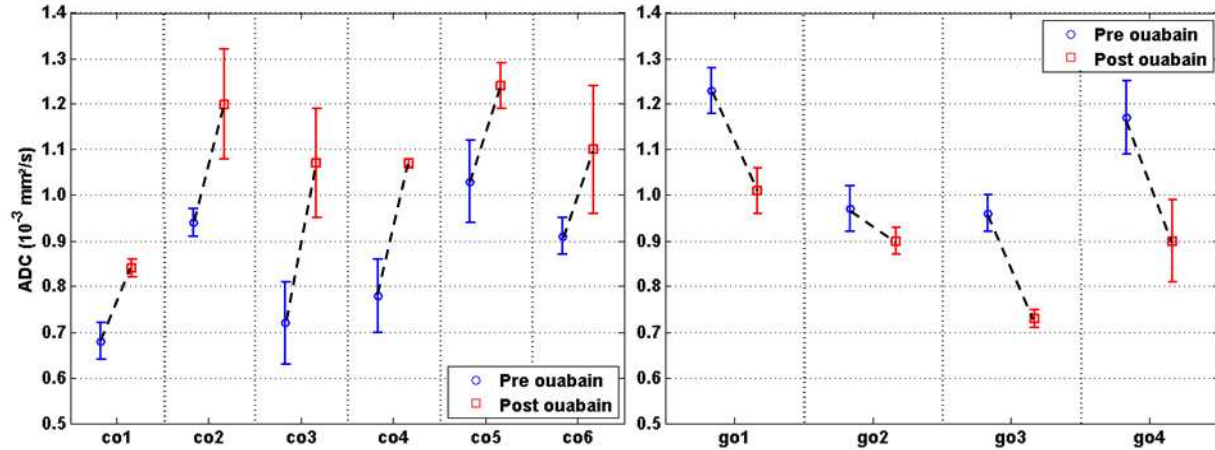 1.4
1.3
1.2
1.1
1.0
0.9
0.8
0.7
0.6
0.5
ADC (10⁻³ mm²/s)
co1 co2 co3 co4 co5 co6
Pre ouabain
Post ouabain
1.4
1.3
1.2
1.1
1.0
0.9
0.8
0.7
0.6
0.5
go1 go2 go3 go4
Pre ouabain
Post ouabain